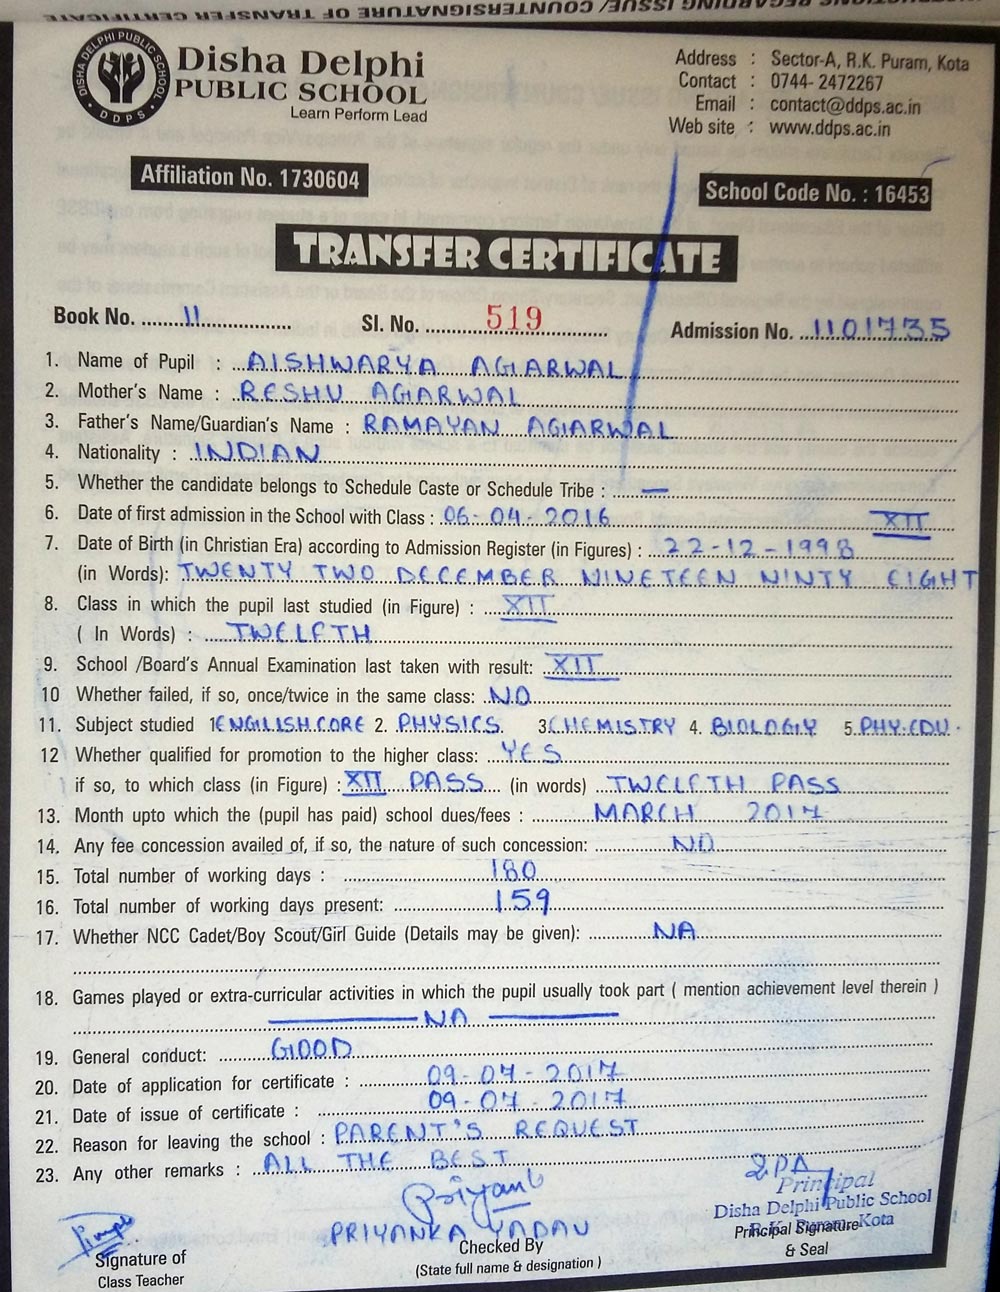 INSTRUCTIONS REGARDING ISSUE/ COUNTERSIGNATURE OF TRANSFER CERTIFICATE
DISHA DELPHI PUBLIC SCHOOL
DDPS
Disha Delphi
PUBLIC SCHOOL
Learn Perform Lead
Address : Sector-A, R.K. Puram, Kota
Contact : 0744- 2472267
Email : contact@ddps.ac.in
Web site : www.ddps.ac.in
Affiliation No. 1730604
School Code No. : 16453
TRANSFER CERTIFICATE
Book No. 11 Sl. No. 519 Admission No. 1101735
1. Name of Pupil : AISHWARYA AGARWAL
2. Mother's Name : RESHU AGARWAL
3. Father's Name/Guardian's Name : RAMAYAN AGARWAL
4. Nationality : INDIAN
5. Whether the candidate belongs to Schedule Caste or Schedule Tribe : —
6. Date of first admission in the School with Class : 06-04-2016 XII
7. Date of Birth (in Christian Era) according to Admission Register (in Figures) : 22-12-1998
(in Words): TWENTY TWO DECEMBER NINETEEN NINTY EIGHT
8. Class in which the pupil last studied (in Figure) : XII
( In Words) : TWELFTH
9. School /Board's Annual Examination last taken with result: XII
10 Whether failed, if so, once/twice in the same class: NO
11. Subject studied 1 ENGLISH CORE 2. PHYSICS 3. CHEMISTRY 4. BIOLOGY 5. PHY.EDU.
12 Whether qualified for promotion to the higher class: YES
if so, to which class (in Figure) : XII PASS (in words) TWELFTH PASS
13. Month upto which the (pupil has paid) school dues/fees : MARCH 2017
14. Any fee concession availed of, if so, the nature of such concession: NO
15. Total number of working days : 180
16. Total number of working days present: 159
17. Whether NCC Cadet/Boy Scout/Girl Guide (Details may be given): NA
18. Games played or extra-curricular activities in which the pupil usually took part ( mention achievement level therein )
NA
19. General conduct: GOOD
20. Date of application for certificate : 09-07-2017
21. Date of issue of certificate : 09-07-2017
22. Reason for leaving the school : PARENT'S REQUEST
23. Any other remarks : ALL THE BEST
Priyanka
PRIYANKA YADAV
Principal
Disha Delphi Public School
R.K. Puram, Kota
Signature of
Class Teacher
Checked By
(State full name & designation )
Principal Signature
& Seal